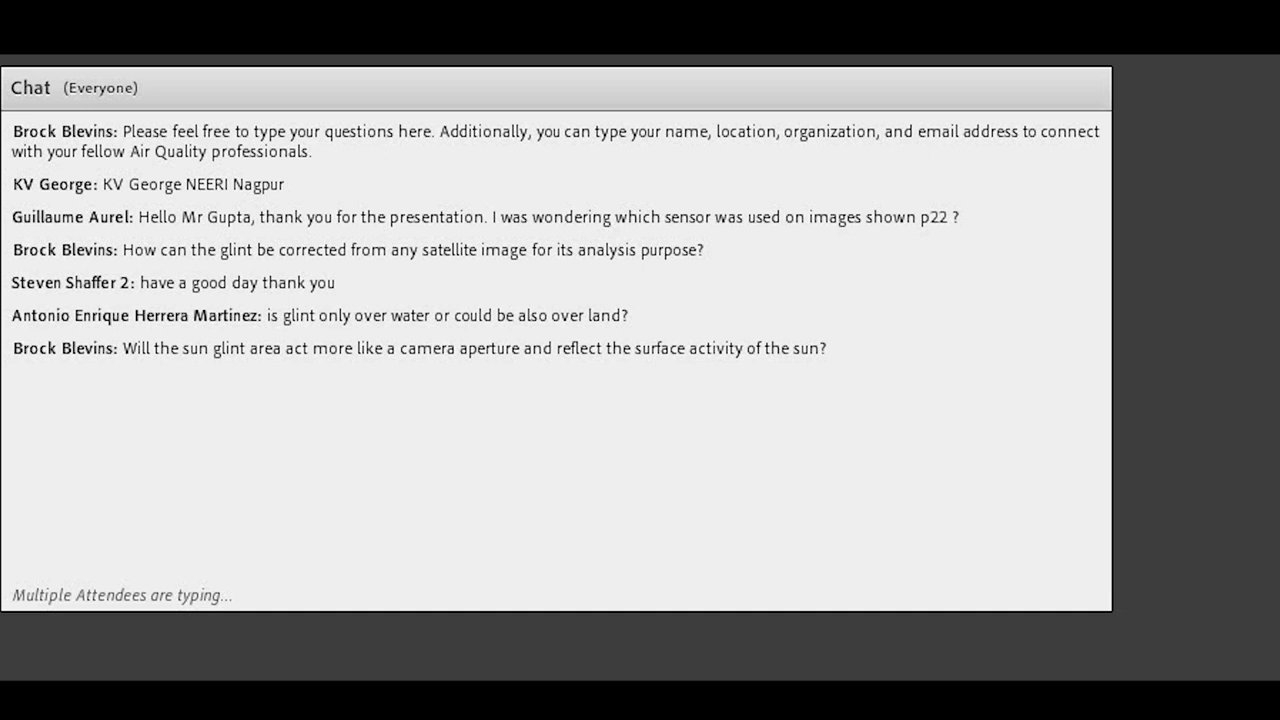 Chat (Everyone)
Brock Blevins: Please feel free to type your questions here. Additionally, you can type your name, location, organization, and email address to connect
with your fellow Air Quality professionals.
KV George: KV George NEERI Nagpur
Guillaume Aurel: Hello Mr Gupta, thank you for the presentation. I was wondering which sensor was used on images shown p22 ?
Brock Blevins: How can the glint be corrected from any satellite image for its analysis purpose?
Steven Shaffer 2: have a good day thank you
Antonio Enrique Herrera Martinez: is glint only over water or could be also over land?
Brock Blevins: Will the sun glint area act more like a camera aperture and reflect the surface activity of the sun?
Multiple Attendees are typing...